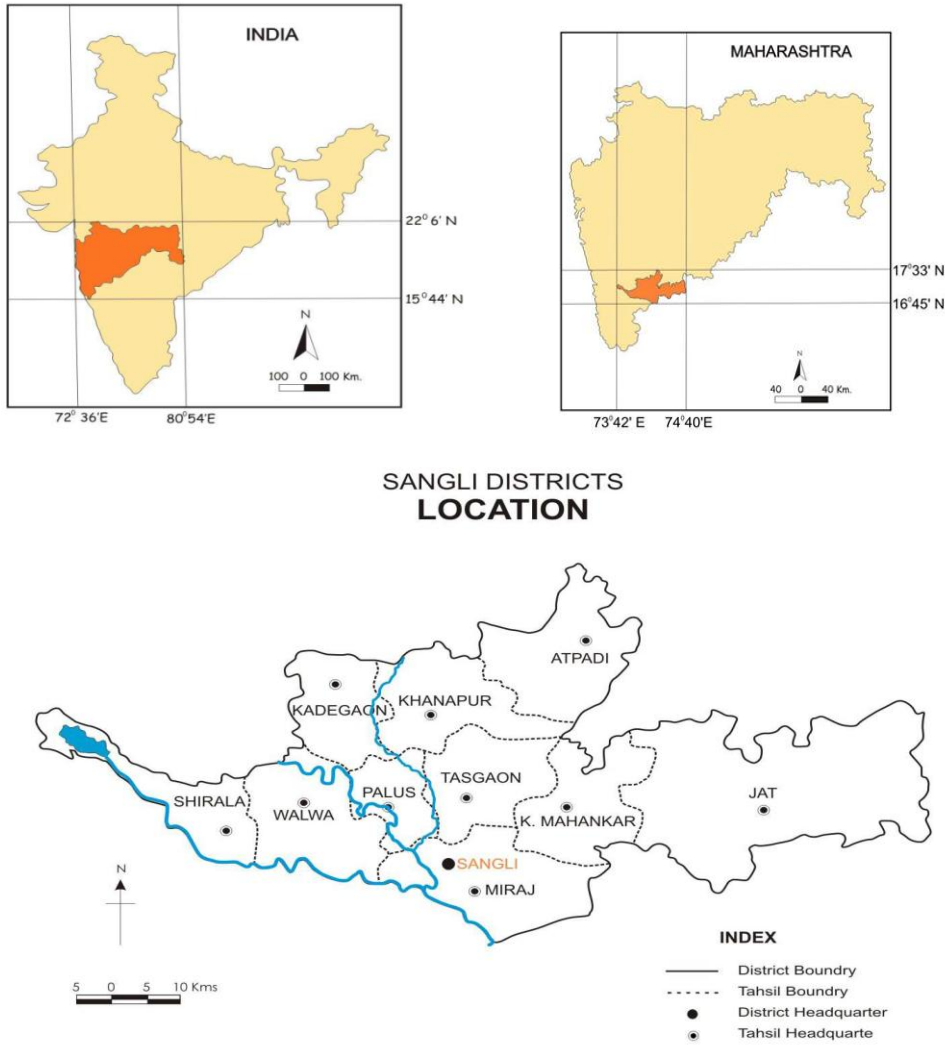 INDIA
22° 6' N
15°44' N
N
100 0 100 Km.
72° 36'E 80°54'E
MAHARASHTRA
17°33' N
16°45' N
N
40 0 40 Km.
73°42' E 74°40'E
SANGLI DISTRICTS
LOCATION
ATPADI
KADEGAON
KHANAPUR
SHIRALA
WALWA
PALUS
TASGAON
K. MAHANKAR
JAT
SANGLI
MIRAJ
N
5 0 5 10 Kms
INDEX
District Boundry
Tahsil Boundry
District Headquarter
Tahsil Headquarte